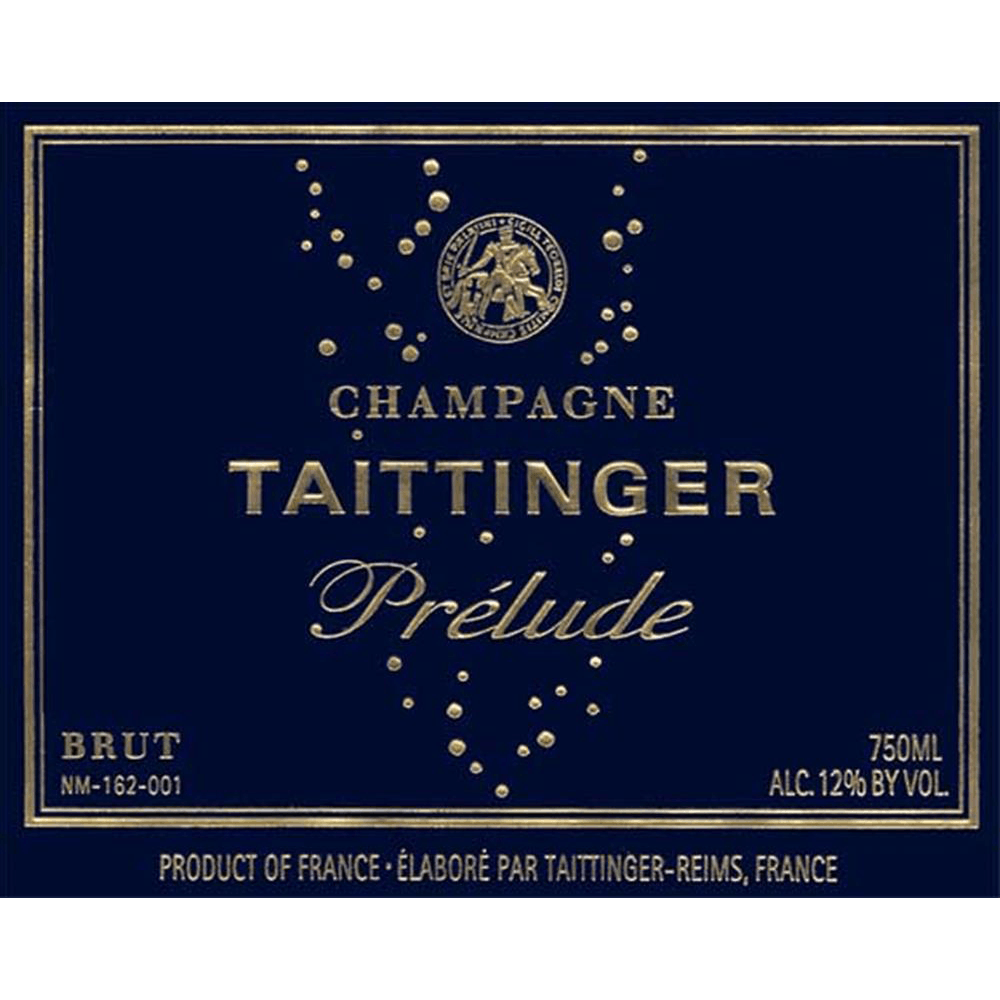 CHAMPAGNE
TAITTINGER
Prélude
BRUT
NM-162-001
750ML
ALC. 12% BY VOL.
PRODUCT OF FRANCE · ÉLABORÉ PAR TAITTINGER-REIMS, FRANCE